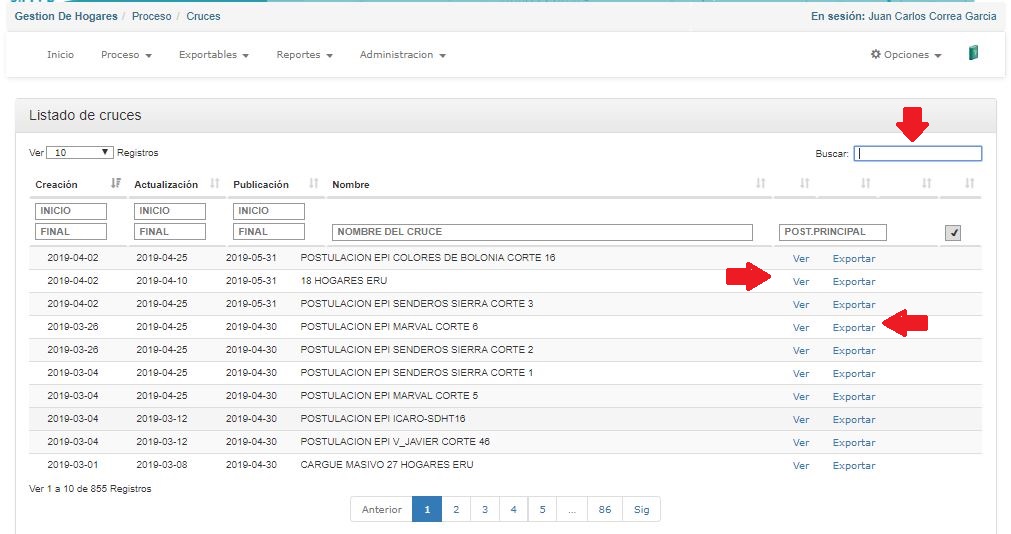 Gestion De Hogares / Proceso / Cruces En sesión: Juan Carlos Correa Garcia
Inicio Proceso Exportables Reportes Administracion Opciones
Listado de cruces
Ver 10 Registros Buscar:
Creación Actualización Publicación Nombre
INICIO INICIO INICIO
FINAL FINAL FINAL NOMBRE DEL CRUCE POST.PRINCIPAL
2019-04-02 2019-04-25 2019-05-31 POSTULACION EPI COLORES DE BOLONIA CORTE 16 Ver Exportar
2019-04-02 2019-04-10 2019-05-31 18 HOGARES ERU Ver Exportar
2019-04-02 2019-04-25 2019-05-31 POSTULACION EPI SENDEROS SIERRA CORTE 3 Ver Exportar
2019-03-26 2019-04-25 2019-04-30 POSTULACION EPI MARVAL CORTE 6 Ver Exportar
2019-03-26 2019-04-25 2019-04-30 POSTULACION EPI SENDEROS SIERRA CORTE 2 Ver Exportar
2019-03-04 2019-04-25 2019-04-30 POSTULACION EPI SENDEROS SIERRA CORTE 1 Ver Exportar
2019-03-04 2019-04-25 2019-04-30 POSTULACION EPI MARVAL CORTE 5 Ver Exportar
2019-03-04 2019-03-12 2019-04-30 POSTULACION EPI ICARO-SDHT16 Ver Exportar
2019-03-04 2019-03-12 2019-04-30 POSTULACION EPI V_JAVIER CORTE 46 Ver Exportar
2019-03-01 2019-03-08 2019-04-30 CARGUE MASIVO 27 HOGARES ERU Ver Exportar
Ver 1 a 10 de 855 Registros
Anterior 1 2 3 4 5 ... 86 Sig